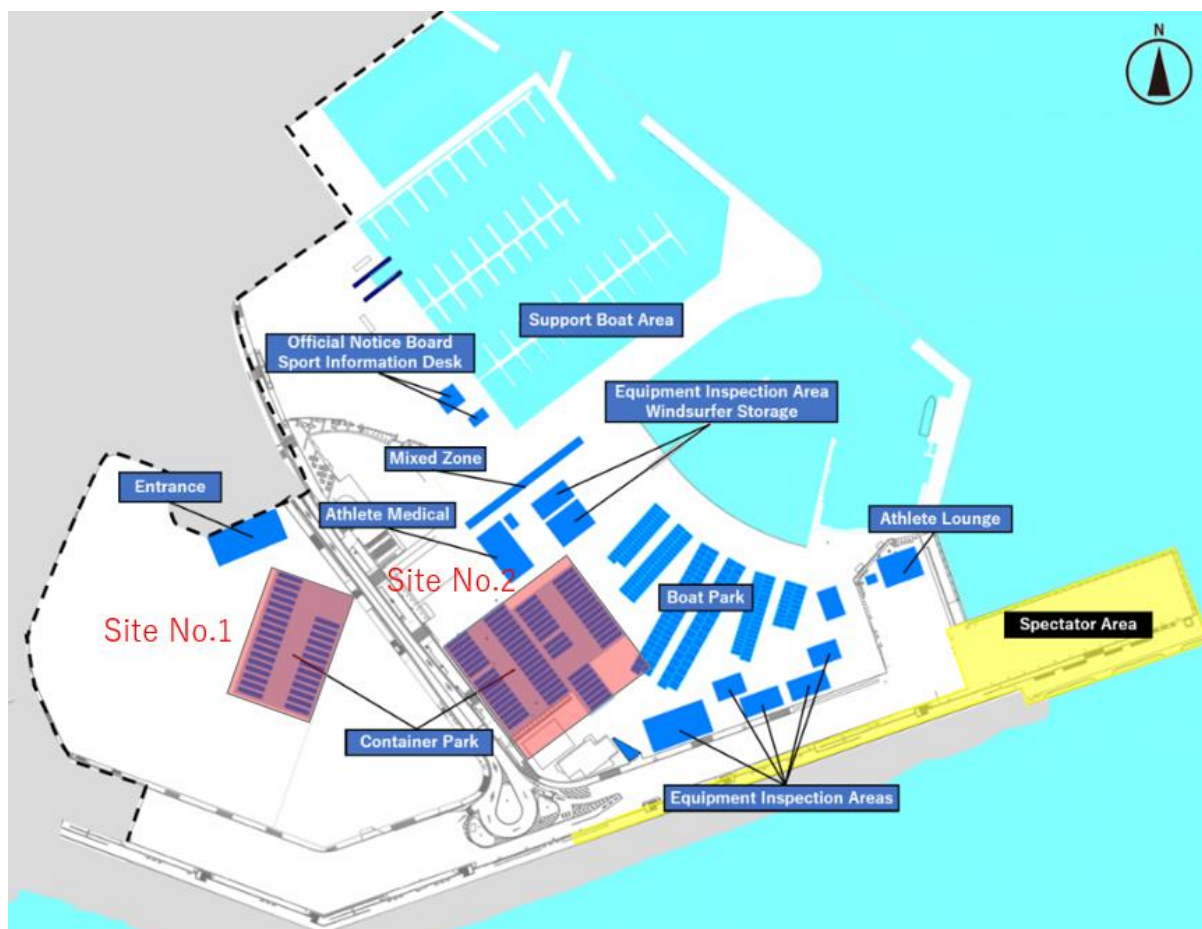 N
Support Boat Area
Official Notice Board
Sport Information Desk
Equipment Inspection Area
Windsurfer Storage
Mixed Zone
Entrance
Athlete Medical
Athlete Lounge
Site No.2
Boat Park
Site No.1
Spectator Area
Container Park
Equipment Inspection Areas